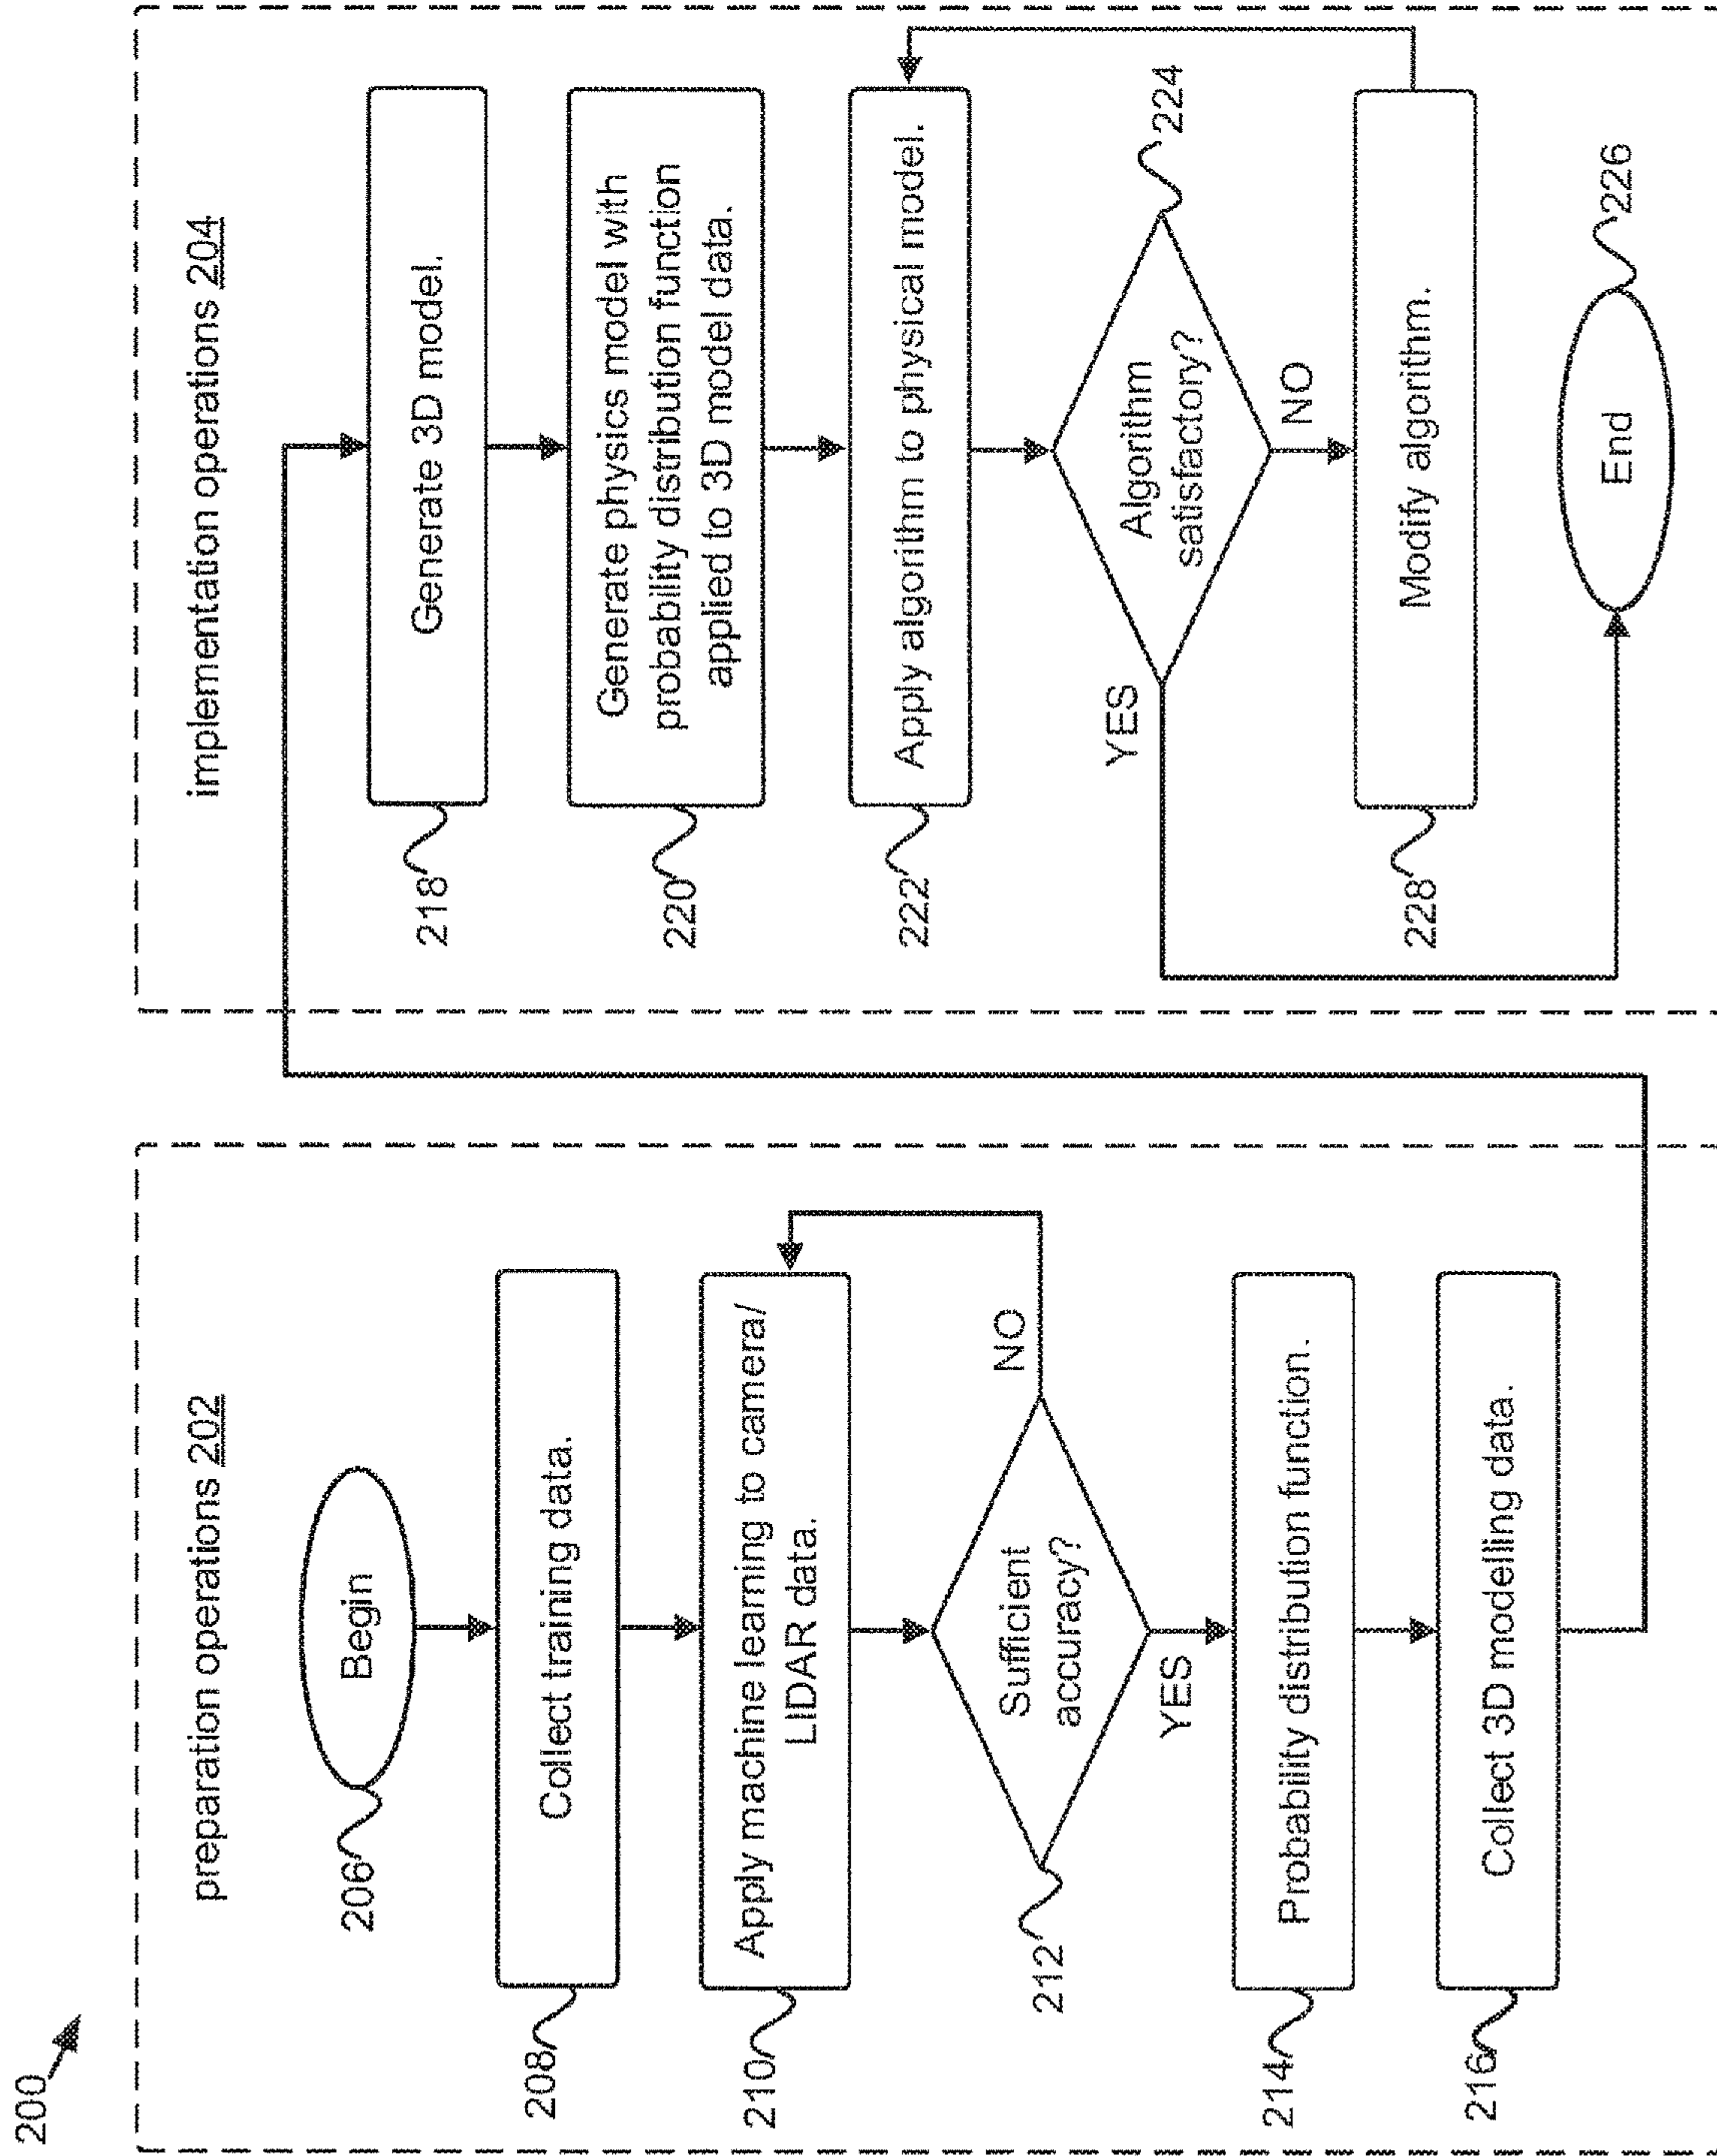 200
preparation operations 202
Begin
206
Collect training data.
208
Apply machine learning to camera/
LIDAR data.
210
Sufficient
accuracy?
NO
212
YES
Probability distribution function.
214
Collect 3D modelling data.
216
implementation operations 204
Generate 3D model.
218
Generate physics model with
probability distribution function
applied to 3D model data.
220
Apply algorithm to physical model.
222
Algorithm
satisfactory?
224
YES
NO
Modify algorithm.
228
End
226